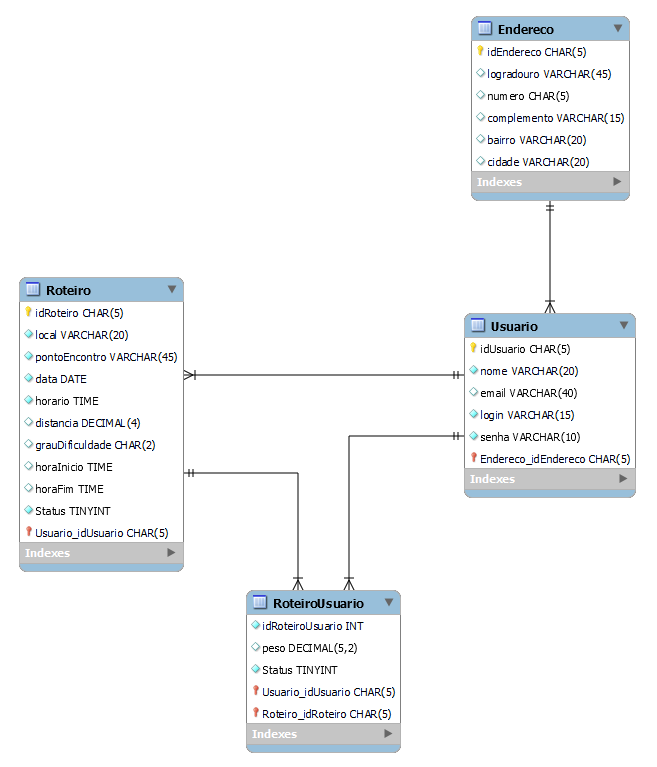 Endereco
idEndereco CHAR(5)
logradouro VARCHAR(45)
numero CHAR(5)
complemento VARCHAR(15)
bairro VARCHAR(20)
cidade VARCHAR(20)
Indexes
Roteiro
idRoteiro CHAR(5)
local VARCHAR(20)
pontoEncontro VARCHAR(45)
data DATE
horario TIME
distancia DECIMAL(4)
grauDificuldade CHAR(2)
horaInicio TIME
horaFim TIME
Status TINYINT
Usuario_idUsuario CHAR(5)
Indexes
Usuario
idUsuario CHAR(5)
nome VARCHAR(20)
email VARCHAR(40)
login VARCHAR(15)
senha VARCHAR(10)
Endereco_idEndereco CHAR(5)
Indexes
RoteiroUsuario
idRoteiroUsuario INT
peso DECIMAL(5,2)
Status TINYINT
Usuario_idUsuario CHAR(5)
Roteiro_idRoteiro CHAR(5)
Indexes